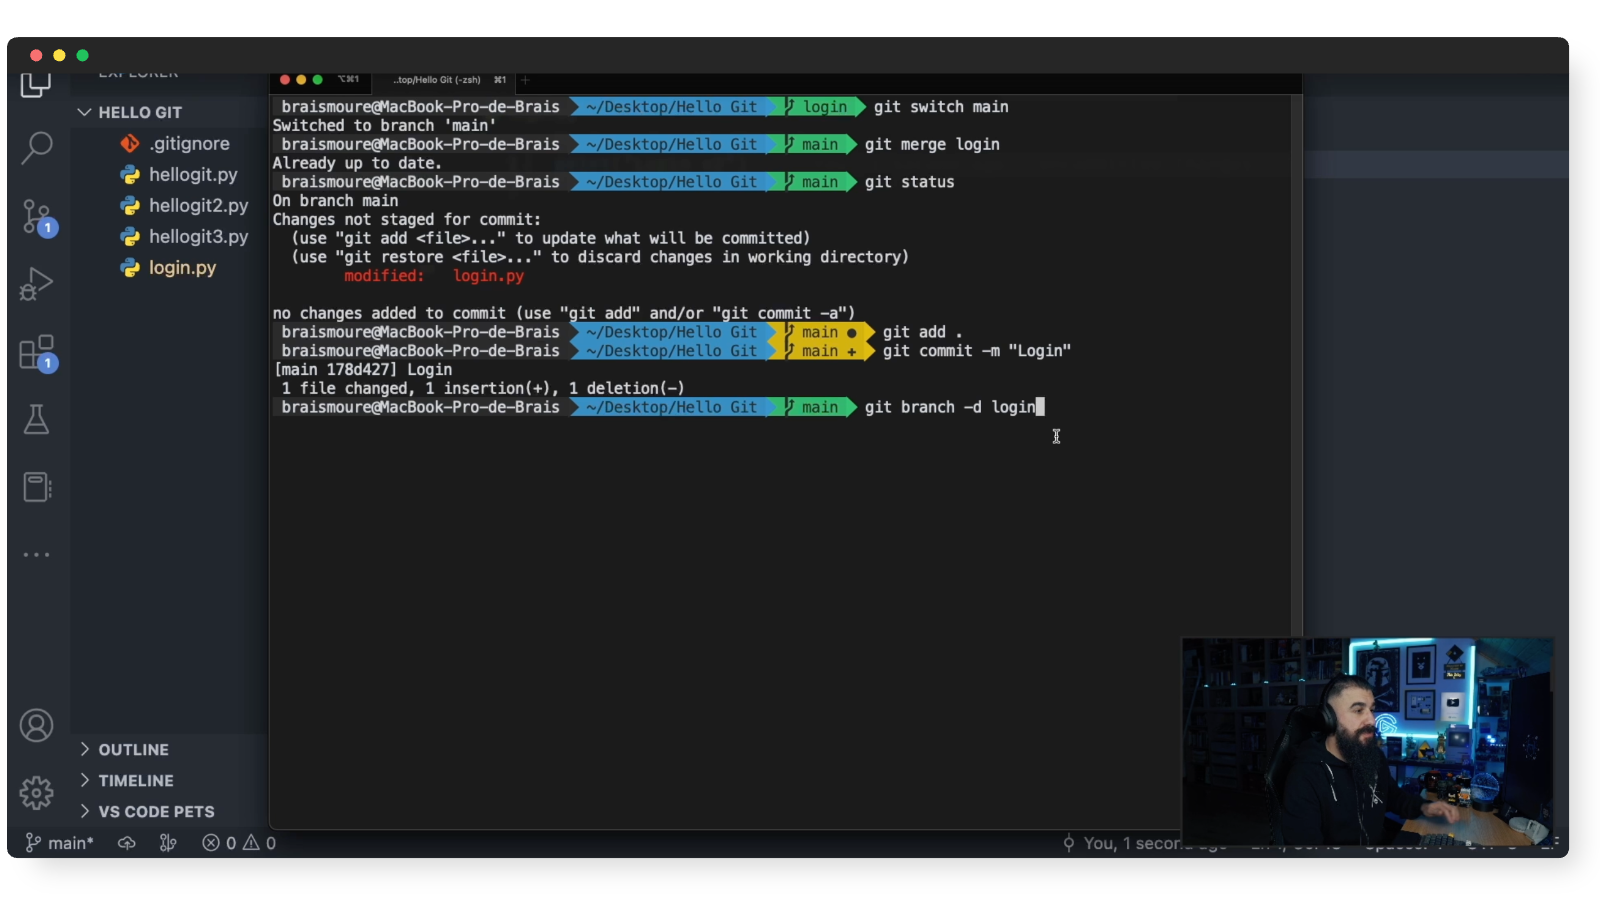 ⌥⌘1
..top/Hello Git (-zsh) ⌘1
HELLO GIT
.gitignore
hellogit.py
hellogit2.py
hellogit3.py
login.py
braismoure@MacBook-Pro-de-Brais ~/Desktop/Hello Git login git switch main
Switched to branch 'main'
braismoure@MacBook-Pro-de-Brais ~/Desktop/Hello Git main git merge login
Already up to date.
braismoure@MacBook-Pro-de-Brais ~/Desktop/Hello Git main git status
On branch main
Changes not staged for commit:
(use "git add <file>..." to update what will be committed)
(use "git restore <file>..." to discard changes in working directory)
modified: login.py
no changes added to commit (use "git add" and/or "git commit -a")
braismoure@MacBook-Pro-de-Brais ~/Desktop/Hello Git main ● git add .
braismoure@MacBook-Pro-de-Brais ~/Desktop/Hello Git main + git commit -m "Login"
[main 178d427] Login
1 file changed, 1 insertion(+), 1 deletion(-)
braismoure@MacBook-Pro-de-Brais ~/Desktop/Hello Git main git branch -d login
1
1
OUTLINE
TIMELINE
VS CODE PETS
main* 0 0
You, 1